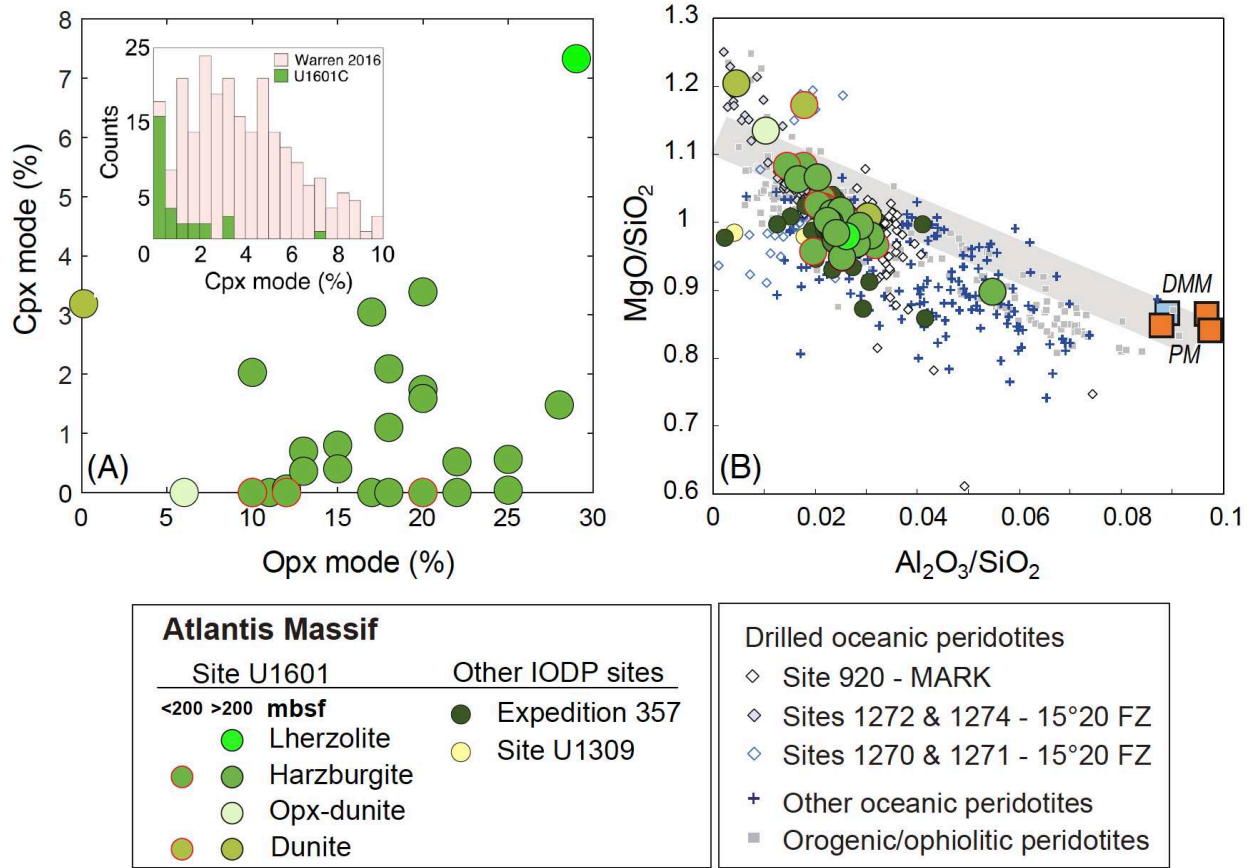 8
7
6
5
4
3
2
1
0
Cpx mode (%)
25
15
5
0
Counts
Warren 2016
U1601C
0 2 4 6 8 10
Cpx mode (%)
(A)
0 5 10 15 20 25 30
Opx mode (%)
1.3
1.2
1.1
1
0.9
0.8
0.6
MgO/SiO₂
DMM
PM
(B)
0 0.02 0.04 0.06 0.08 0.1
Al₂O₃/SiO₂
Atlantis Massif
Site U1601
Other IODP sites
<200 >200 mbsf
Lherzolite
Harzburgite
Opx-dunite
Dunite
Expedition 357
Site U1309
Drilled oceanic peridotites
Site 920 - MARK
Sites 1272 & 1274 - 15°20 FZ
Sites 1270 & 1271 - 15°20 FZ
Other oceanic peridotites
Orogenic/ophiolitic peridotites